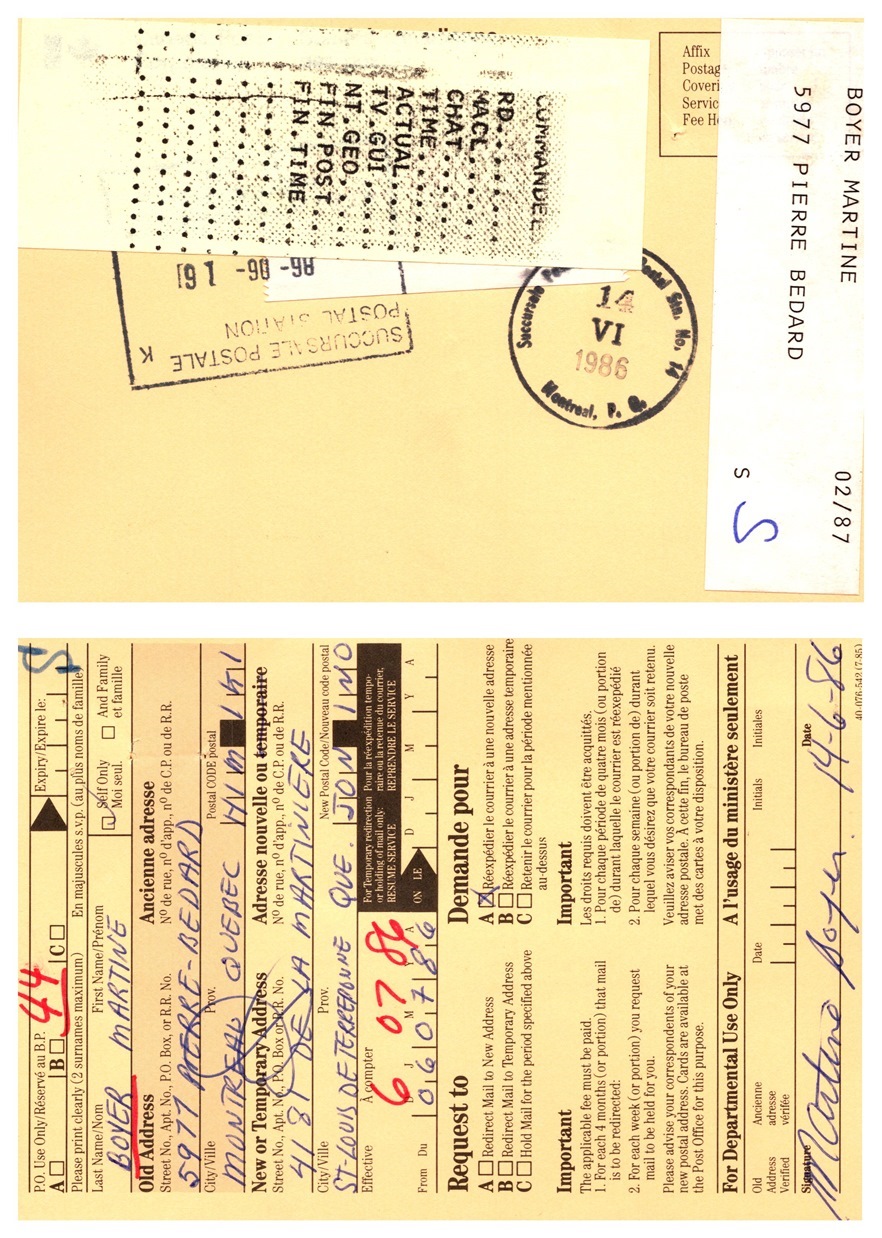 COMMANDEL
RD.
MACL
CHAT
TIME
ACTUAL
TV.GUI
NT.GEO
FIN.POST
FIN.TIME
Affix
Postag
Coveri
Servic
Fee He
BOYER MARTINE 02/87
5977 PIERRE BEDARD S
S
SUCCURSALE POSTALE K
POSTAL STATION
86-06-16
Succursale
Postal Stn. No. 14
14
VI
1986
Montreal, P. Q.
P.O. Use Only/Réservé au B.P. Expiry/Expire le:
A B C
44
S
Please print clearly (2 surnames maximum) En majuscules s.v.p. (au plus noms de famille)
Last Name/Nom First Name/Prénom Self Only And Family
Moi seul. et famille
BOYER MARTINE
Old Address Ancienne adresse
Street No., Apt. No., P.O. Box, or R.R. No. Nº de rue, nº d'app., nº de C.P. ou de R.R.
5977 PIERRE-BEDARD
City/Ville Prov. Postal CODE postal
MONTREAL QUEBEC H1M 1K1
New or Temporary Address Adresse nouvelle ou temporaire
Street No., Apt. No., P.O. Box, or R.R. No. Nº de rue, nº d'app., nº de C.P. ou de R.R.
4181 DE LA MARTINIERE
City/Ville Prov. New Postal Code/Nouveau code postal
ST-LOUIS DE TERREBONNE QUE. J0N 1N0
Effective À compter
For Temporary redirection or holding of mail only: RESUME SERVICE
Pour la réexpédition temporaire ou la retenue du courrier, REPRENDRE LE SERVICE
6 07 86
From Du D J M Y A ON LE D J M Y A
060786
Request to Demande pour
A Redirect Mail to New Address A Réexpédier le courrier à une nouvelle adresse
B Redirect Mail to Temporary Address B Réexpédier le courrier à une adresse temporaire
C Hold Mail for the period specified above C Retenir le courrier pour la période mentionnée
au-dessus
Important
The applicable fee must be paid.
1. For each 4 months (or portion) that mail
is to be redirected:
2. For each week (or portion) you request
mail to be held for you.
Please advise your correspondents of your
new postal address. Cards are available at
the Post Office for this purpose.
Important
Les droits requis doivent être acquittés.
1. Pour chaque période de quatre mois (ou portion
de) durant laquelle le courrier est réexpédié
2. Pour chaque semaine (ou portion de) durant
lequel vous désirez que votre courrier soit retenu.
Veuillez aviser vos correspondants de votre nouvelle
adresse postale. À cette fin, le bureau de poste
met des cartes à votre disposition.
For Departmental Use Only A l'usage du ministère seulement
Old Ancienne Date Initials Initiales
Address adresse
Verified vérifiée
Signature Date
Martine Boyer. 14-6-86
40-076-542 (7-85)